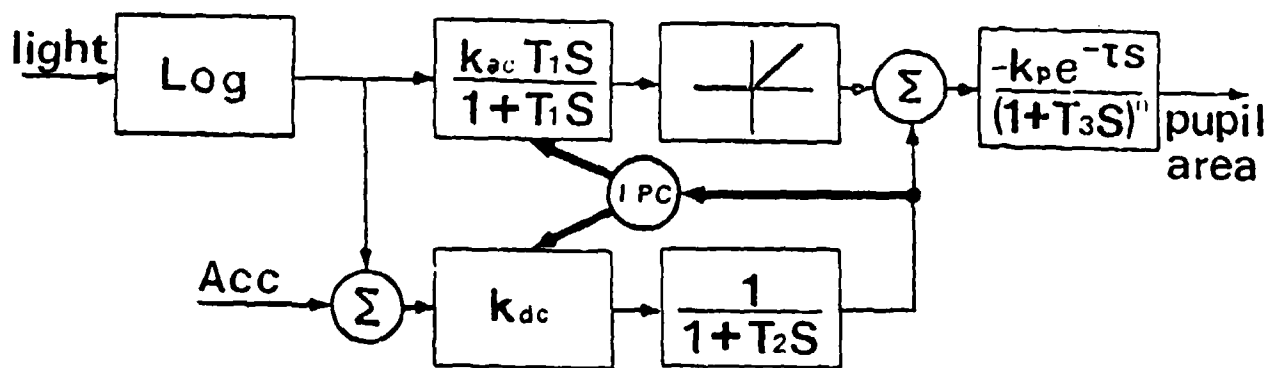 light
Log
kac T1S
1+T1S
Σ
-kp e-τS
(1+T3S)n
pupil
area
IPC
Acc
Σ
kdc
1
1+T2S